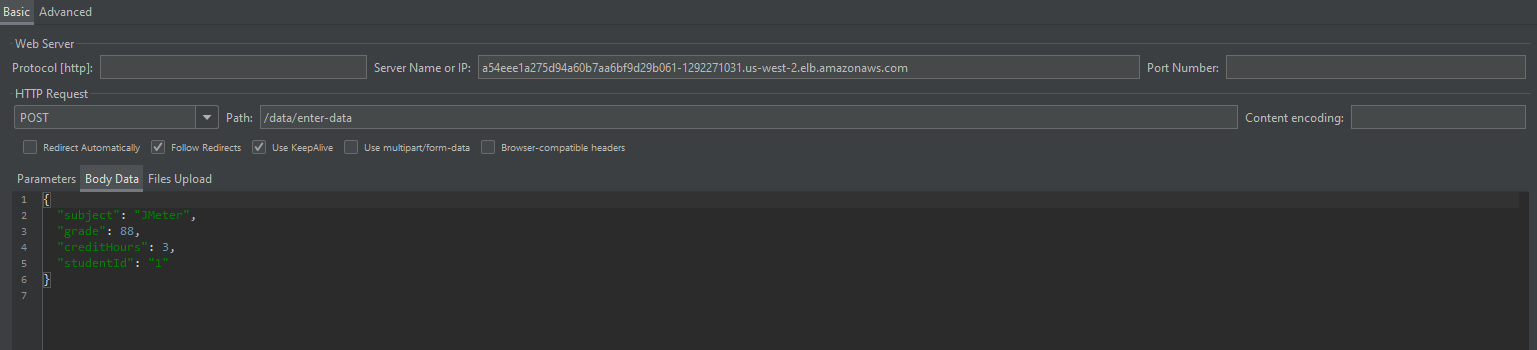 Basic Advanced
Web Server
Protocol [http]: Server Name or IP: a54eee1a275d94a60b7aa6bf9d29b061-1292271031.us-west-2.elb.amazonaws.com Port Number:
HTTP Request
POST Path: /data/enter-data Content encoding:
Redirect Automatically Follow Redirects Use KeepAlive Use multipart/form-data Browser-compatible headers
Parameters Body Data Files Upload
1 {
2 "subject": "JMeter",
3 "grade": 88,
4 "creditHours": 3,
5 "studentId": "1"
6 }
7